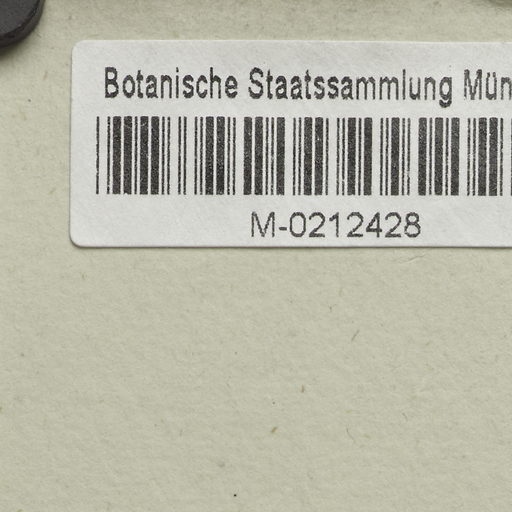 Botanische Staatssammlung Mün
M-0212428